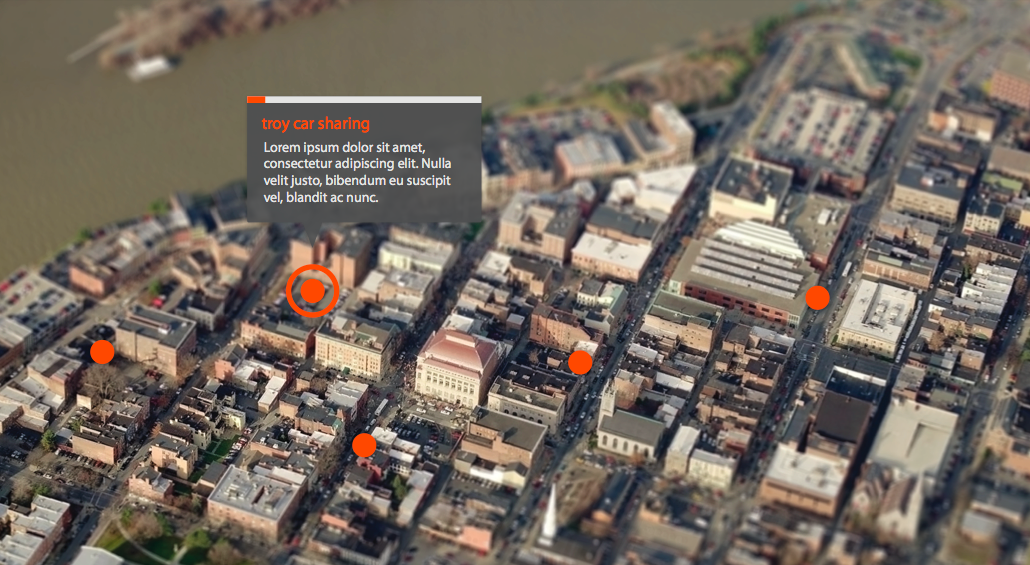 troy car sharing
Lorem ipsum dolor sit amet,
consectetur adipiscing elit. Nulla
velit justo, bibendum eu suscipit
vel, blandit ac nunc.